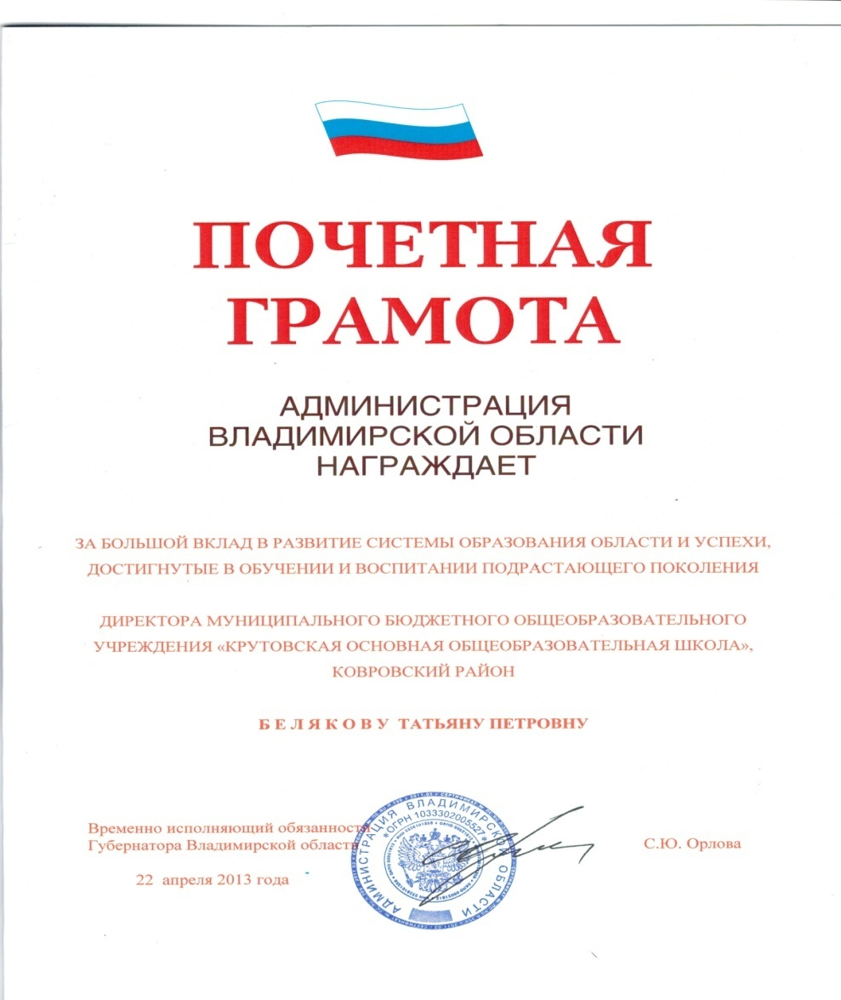 ПОЧЕТНАЯ
ГРАМОТА
АДМИНИСТРАЦИЯ
ВЛАДИМИРСКОЙ ОБЛАСТИ
НАГРАЖДАЕТ
ЗА БОЛЬШОЙ ВКЛАД В РАЗВИТИЕ СИСТЕМЫ ОБРАЗОВАНИЯ ОБЛАСТИ И УСПЕХИ,
ДОСТИГНУТЫЕ В ОБУЧЕНИИ И ВОСПИТАНИИ ПОДРАСТАЮЩЕГО ПОКОЛЕНИЯ
ДИРЕКТОРА МУНИЦИПАЛЬНОГО БЮДЖЕТНОГО ОБЩЕОБРАЗОВАТЕЛЬНОГО
УЧРЕЖДЕНИЯ «КРУТОВСКАЯ ОСНОВНАЯ ОБЩЕОБРАЗОВАТЕЛЬНАЯ ШКОЛА»,
КОВРОВСКИЙ РАЙОН
Б Е Л Я К О В У ТАТЬЯНУ ПЕТРОВНУ
Временно исполняющий обязанности
Губернатора Владимирской области
С.Ю. Орлова
22 апреля 2013 года
АДМИНИСТРАЦИЯ ВЛАДИМИРСКОЙ ОБЛАСТИ
*ОГРН 1033302005527*